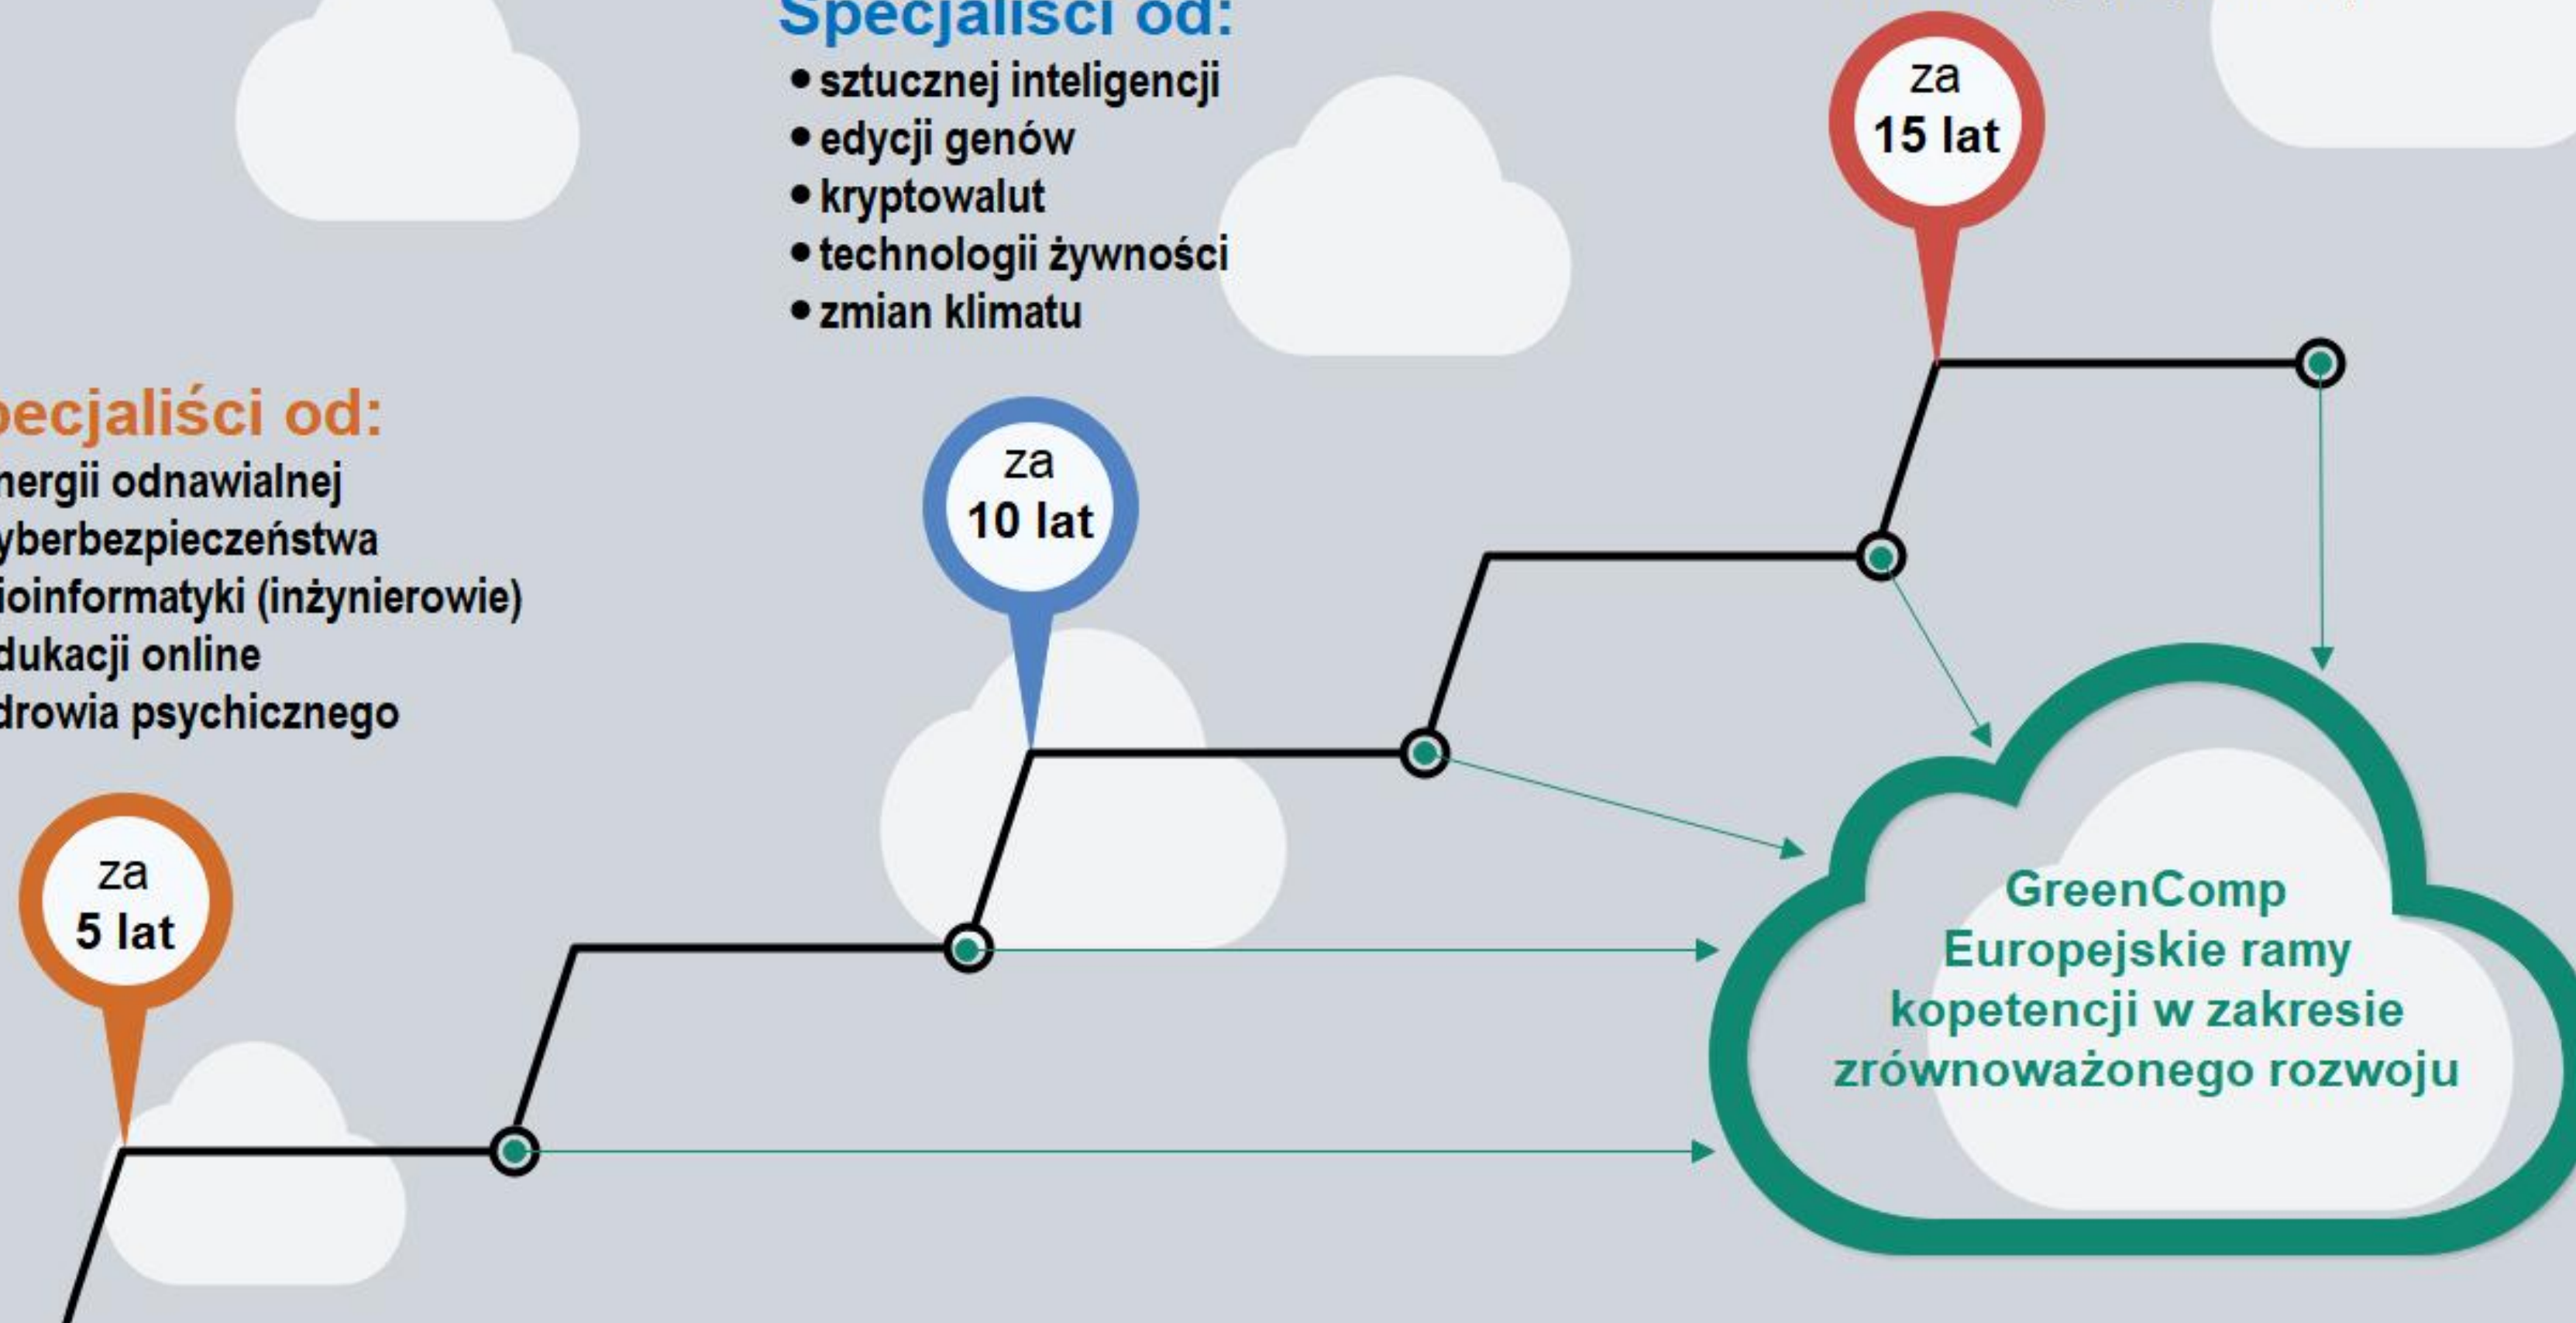 Specjaliści od:
• sztucznej inteligencji
• edycji genów
• kryptowalut
• technologii żywności
• zmian klimatu
za
15 lat
pecjaliści od:
nergii odnawialnej
yberbezpieczeństwa
ioinformatyki (inżynierowie)
dukacji online
drowia psychicznego
za
10 lat
za
5 lat
GreenComp
Europejskie ramy
kopetencji w zakresie
zrównoważonego rozwoju